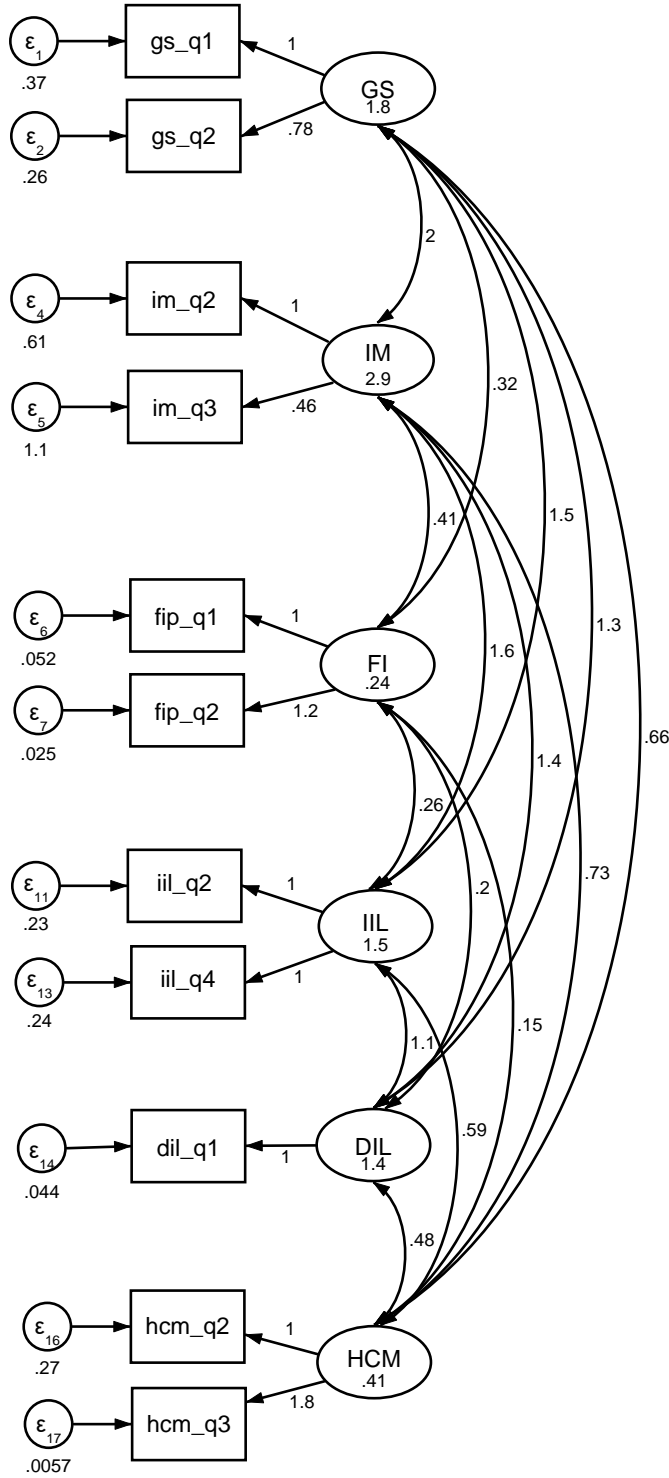 ε1
.37
gs_q1
1
ε2
.26
gs_q2
.78
GS
1.8
2
ε4
.61
im_q2
1
ε5
1.1
im_q3
.46
IM
2.9
.32
.41
1.5
1.3
ε6
.052
fip_q1
1
ε7
.025
fip_q2
1.2
FI
.24
1.6
.66
1.4
.26
.73
.2
ε11
.23
iil_q2
1
ε13
.24
iil_q4
1
IIL
1.5
.15
1.1
.59
ε14
.044
dil_q1
1
DIL
1.4
.48
ε16
.27
hcm_q2
1
ε17
.0057
hcm_q3
1.8
HCM
.41